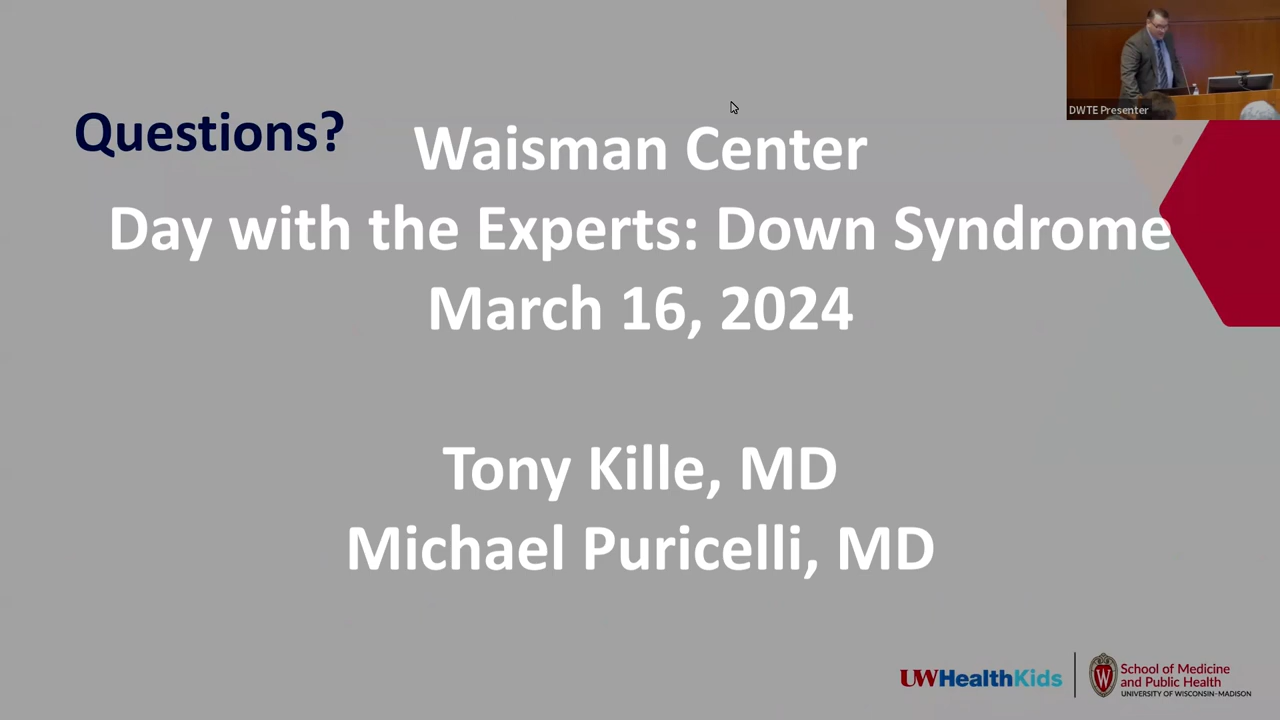 DWTE Presenter
Questions?
Waisman Center
Day with the Experts: Down Syndrome
March 16, 2024
Tony Kille, MD
Michael Puricelli, MD
UWHealthKids
W
School of Medicine
and Public Health
UNIVERSITY OF WISCONSIN-MADISON